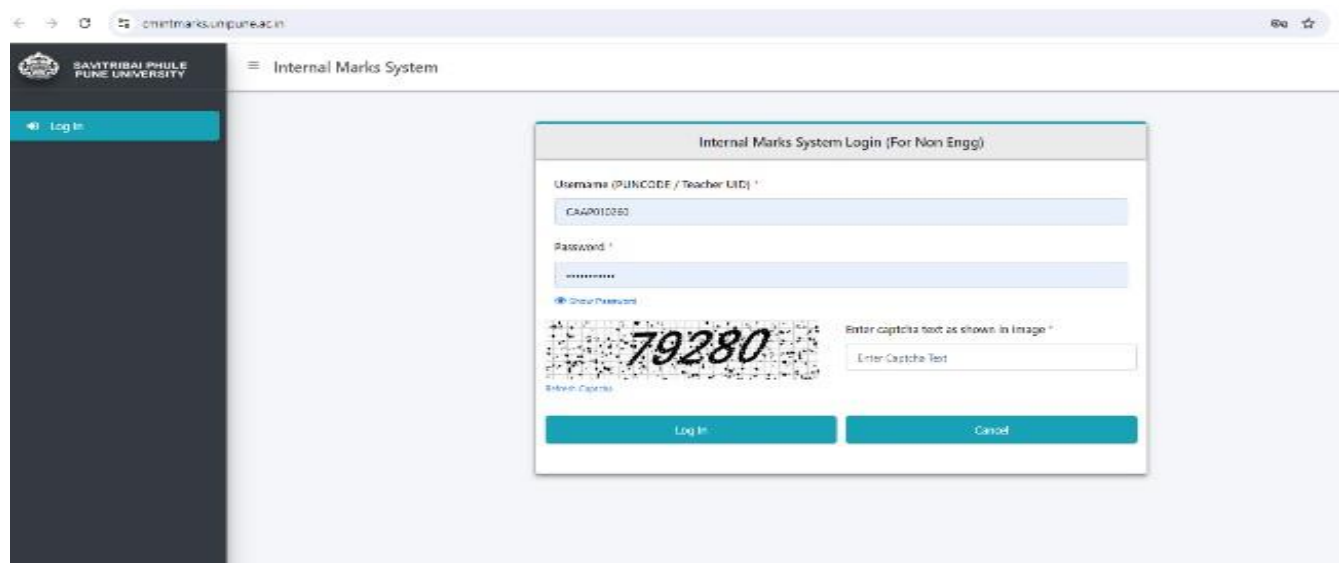 cmintmarks.unipune.ac.in
SAVITRIBAI PHULE
PUNE UNIVERSITY
Internal Marks System
Log In
Internal Marks System Login (For Non Engg)
Username (PUNCODE / Teacher UID) *
CAAP010260
Password *
Show Password
79280
Enter captcha text as shown in image *
Enter Captcha Text
Refresh Captcha
Log In
Cancel